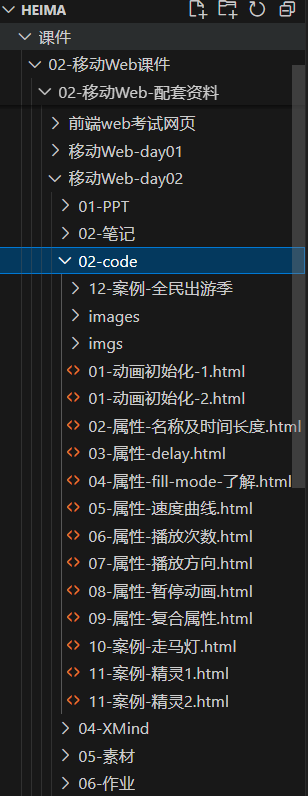 HEIMA
课件
02-移动Web课件
02-移动Web-配套资料
前端web考试网页
移动Web-day01
移动Web-day02
01-PPT
02-笔记
02-code
12-案例-全民出游季
images
imgs
01-动画初始化-1.html
01-动画初始化-2.html
02-属性-名称及时间长度.html
03-属性-delay.html
04-属性-fill-mode-了解.html
05-属性-速度曲线.html
06-属性-播放次数.html
07-属性-播放方向.html
08-属性-暂停动画.html
09-属性-复合属性.html
10-案例-走马灯.html
11-案例-精灵1.html
11-案例-精灵2.html
04-XMind
05-素材
06-作业